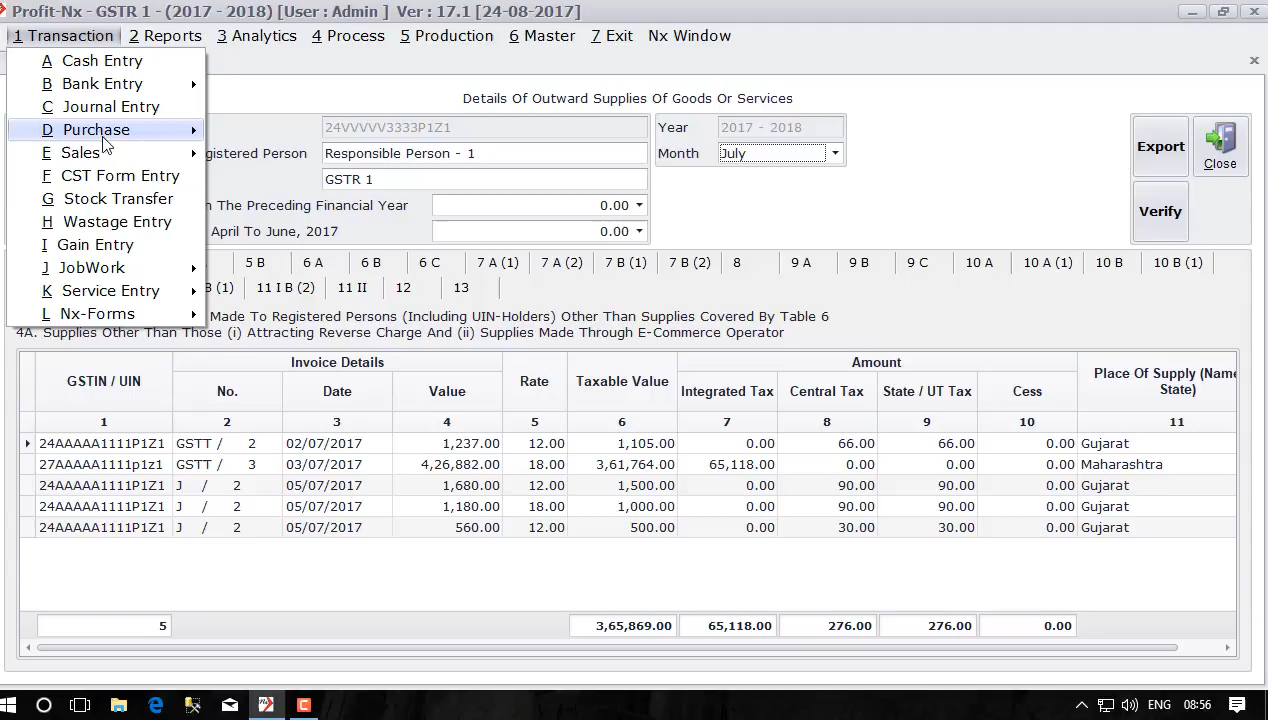 Profit-Nx - GSTR 1 - (2017 - 2018) [User : Admin ] Ver : 17.1 [24-08-2017]
1 Transaction 2 Reports 3 Analytics 4 Process 5 Production 6 Master 7 Exit Nx Window
A Cash Entry
B Bank Entry
C Journal Entry
D Purchase
E Sales
F CST Form Entry
G Stock Transfer
H Wastage Entry
I Gain Entry
J JobWork
K Service Entry
L Nx-Forms
Details Of Outward Supplies Of Goods Or Services
24VVVVV3333P1Z1
Year 2017 - 2018
egistered Person Responsible Person - 1
Month July
GSTR 1
n The Preceding Financial Year 0.00
April To June, 2017 0.00
Export
Close
Verify
5 B 6 A 6 B 6 C 7 A (1) 7 A (2) 7 B (1) 7 B (2) 8 9 A 9 B 9 C 10 A 10 A (1) 10 B 10 B (1)
B (1) 11 I B (2) 11 II 12 13
Made To Registered Persons (Including UIN-Holders) Other Than Supplies Covered By Table 6
4A. Supplies Other Than Those (i) Attracting Reverse Charge And (ii) Supplies Made Through E-Commerce Operator
GSTIN / UIN Invoice Details Rate Taxable Value Amount Place Of Supply (Name
State)
No. Date Value Integrated Tax Central Tax State / UT Tax Cess
1 2 3 4 5 6 7 8 9 10 11
24AAAAA1111P1Z1 GSTT / 2 02/07/2017 1,237.00 12.00 1,105.00 0.00 66.00 66.00 0.00 Gujarat
27AAAAA1111p1z1 GSTT / 3 03/07/2017 4,26,882.00 18.00 3,61,764.00 65,118.00 0.00 0.00 0.00 Maharashtra
24AAAAA1111P1Z1 J / 2 05/07/2017 1,680.00 12.00 1,500.00 0.00 90.00 90.00 0.00 Gujarat
24AAAAA1111P1Z1 J / 2 05/07/2017 1,180.00 18.00 1,000.00 0.00 90.00 90.00 0.00 Gujarat
24AAAAA1111P1Z1 J / 2 05/07/2017 560.00 12.00 500.00 0.00 30.00 30.00 0.00 Gujarat
5 3,65,869.00 65,118.00 276.00 276.00 0.00
ENG 08:56